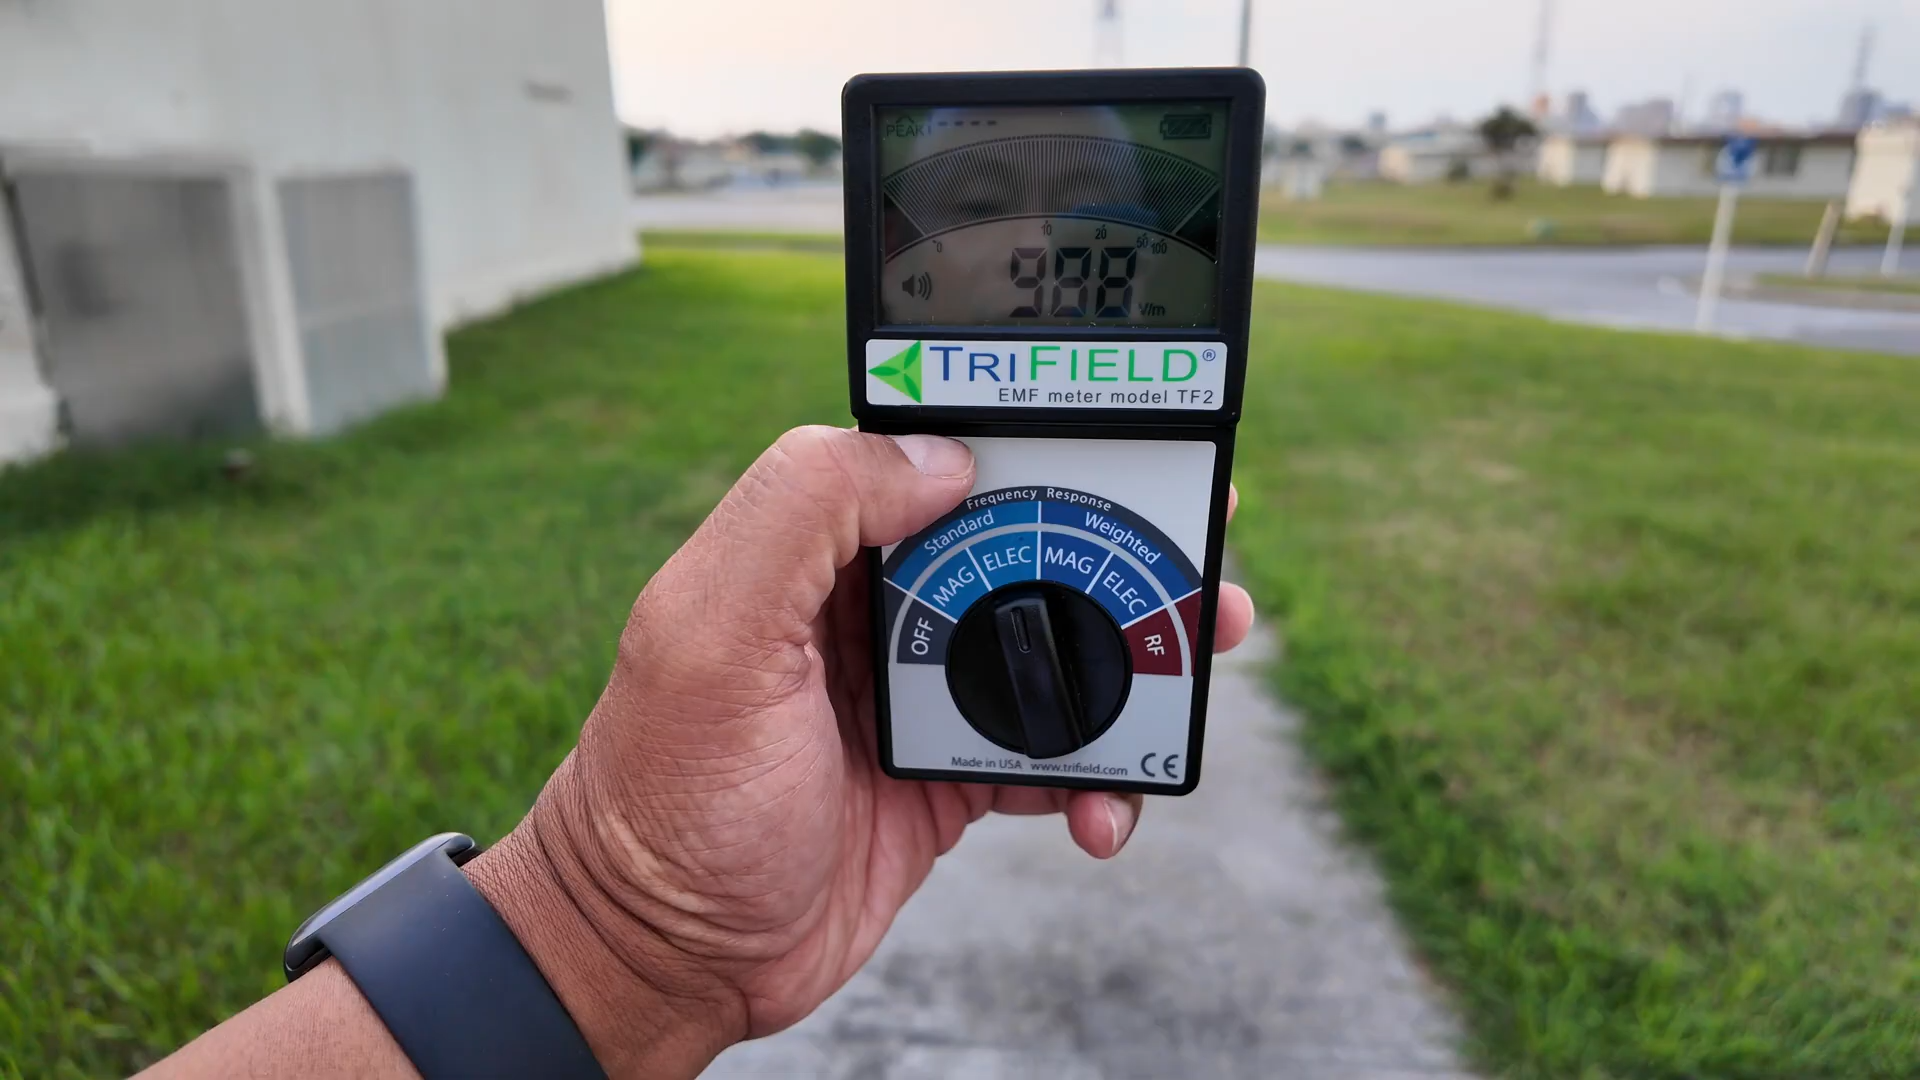 PEAK
0 10 20 50 100
988
V/m
TRIFIELD®
EMF meter model TF2
Frequency Response
Standard Weighted
OFF MAG ELEC MAG ELEC RF
Made in USA www.trifield.com CE